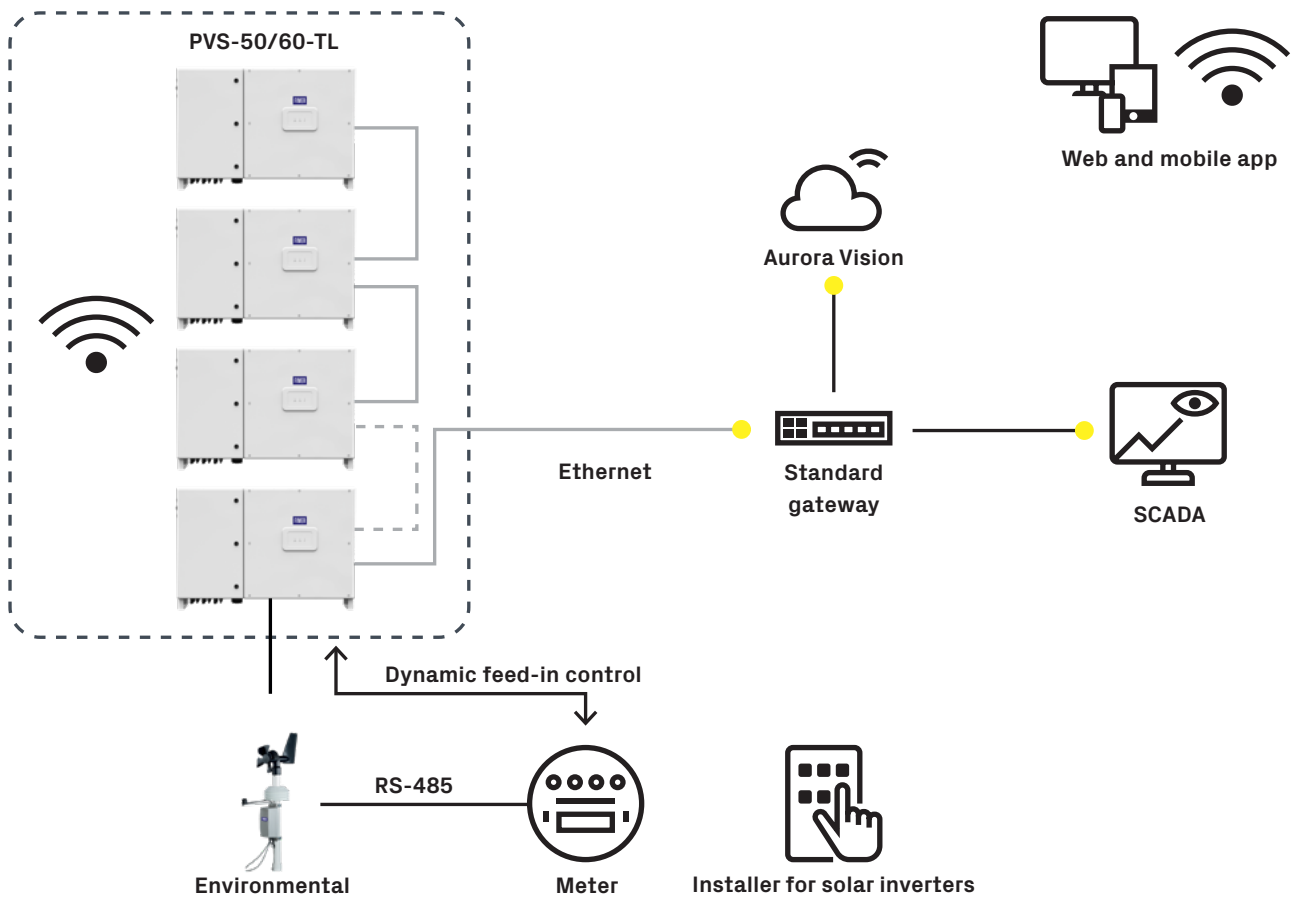 PVS-50/60-TL
Web and mobile app
Aurora Vision
Ethernet
Standard
gateway
SCADA
Dynamic feed-in control
RS-485
Environmental
Meter
Installer for solar inverters